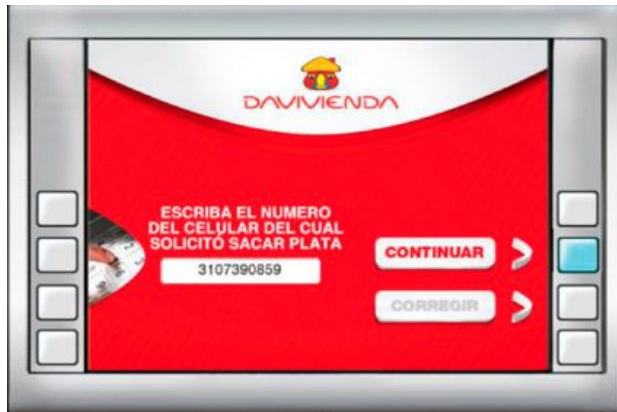 DAVIVIENDA
ESCRIBA EL NUMERO
DEL CELULAR DEL CUAL
SOLICITÓ SACAR PLATA
3107390859
CONTINUAR
CORREGIR